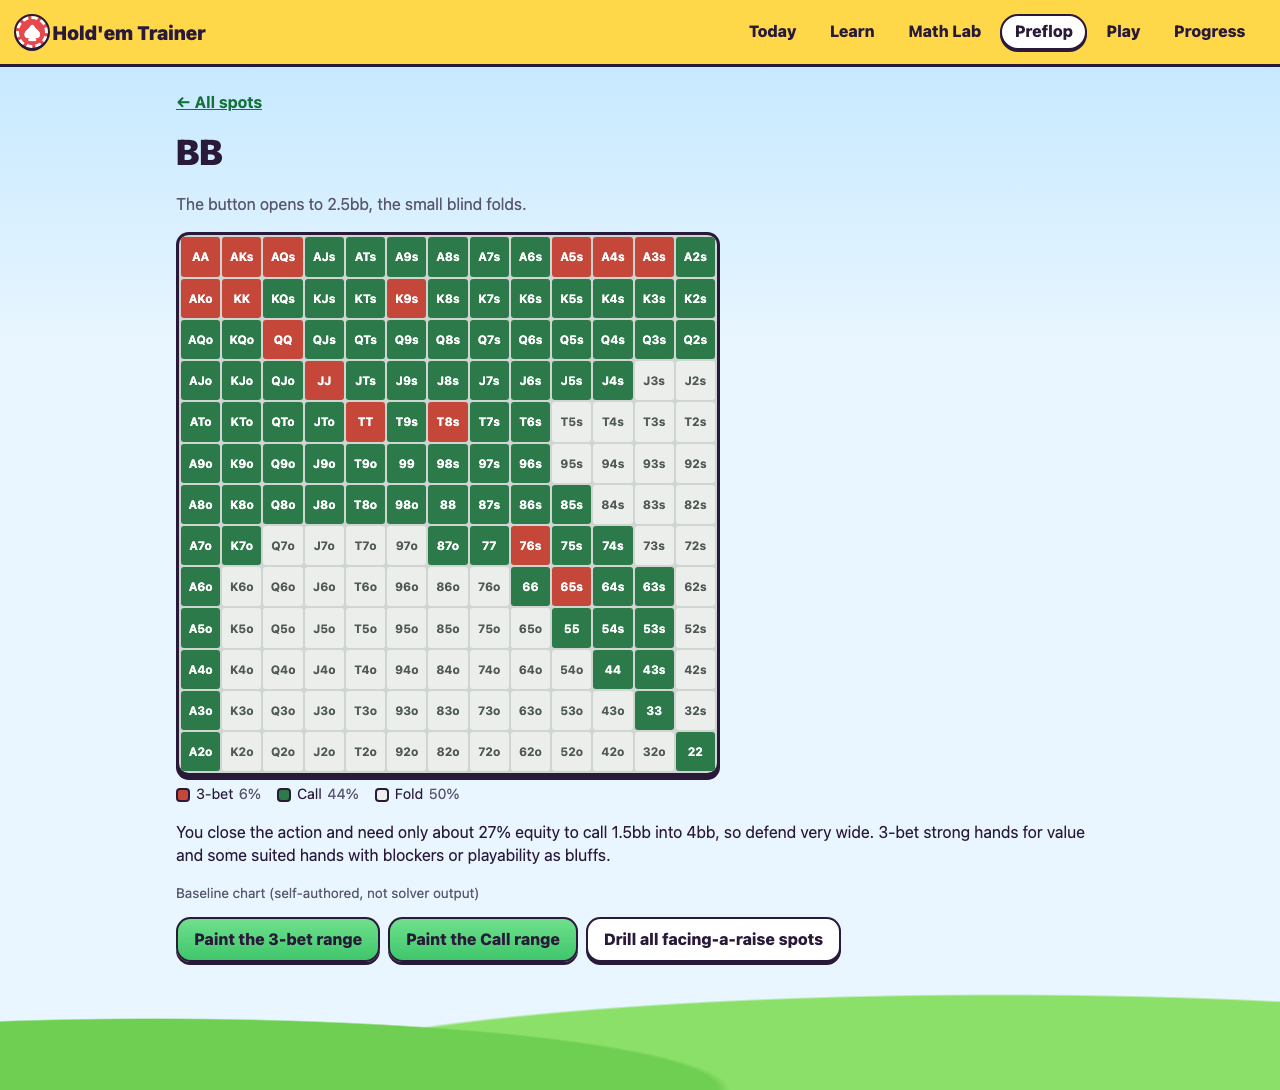 Hold'em Trainer Today Learn Math Lab Preflop Play Progress
← All spots
BB
The button opens to 2.5bb, the small blind folds.
AA AKs AQs AJs ATs A9s A8s A7s A6s A5s A4s A3s A2s
AKo KK KQs KJs KTs K9s K8s K7s K6s K5s K4s K3s K2s
AQo KQo QQ QJs QTs Q9s Q8s Q7s Q6s Q5s Q4s Q3s Q2s
AJo KJo QJo JJ JTs J9s J8s J7s J6s J5s J4s J3s J2s
ATo KTo QTo JTo TT T9s T8s T7s T6s T5s T4s T3s T2s
A9o K9o Q9o J9o T9o 99 98s 97s 96s 95s 94s 93s 92s
A8o K8o Q8o J8o T8o 98o 88 87s 86s 85s 84s 83s 82s
A7o K7o Q7o J7o T7o 97o 87o 77 76s 75s 74s 73s 72s
A6o K6o Q6o J6o T6o 96o 86o 76o 66 65s 64s 63s 62s
A5o K5o Q5o J5o T5o 95o 85o 75o 65o 55 54s 53s 52s
A4o K4o Q4o J4o T4o 94o 84o 74o 64o 54o 44 43s 42s
A3o K3o Q3o J3o T3o 93o 83o 73o 63o 53o 43o 33 32s
A2o K2o Q2o J2o T2o 92o 82o 72o 62o 52o 42o 32o 22
3-bet 6% Call 44% Fold 50%
You close the action and need only about 27% equity to call 1.5bb into 4bb, so defend very wide. 3-bet strong hands for value
and some suited hands with blockers or playability as bluffs.
Baseline chart (self-authored, not solver output)
Paint the 3-bet range Paint the Call range Drill all facing-a-raise spots